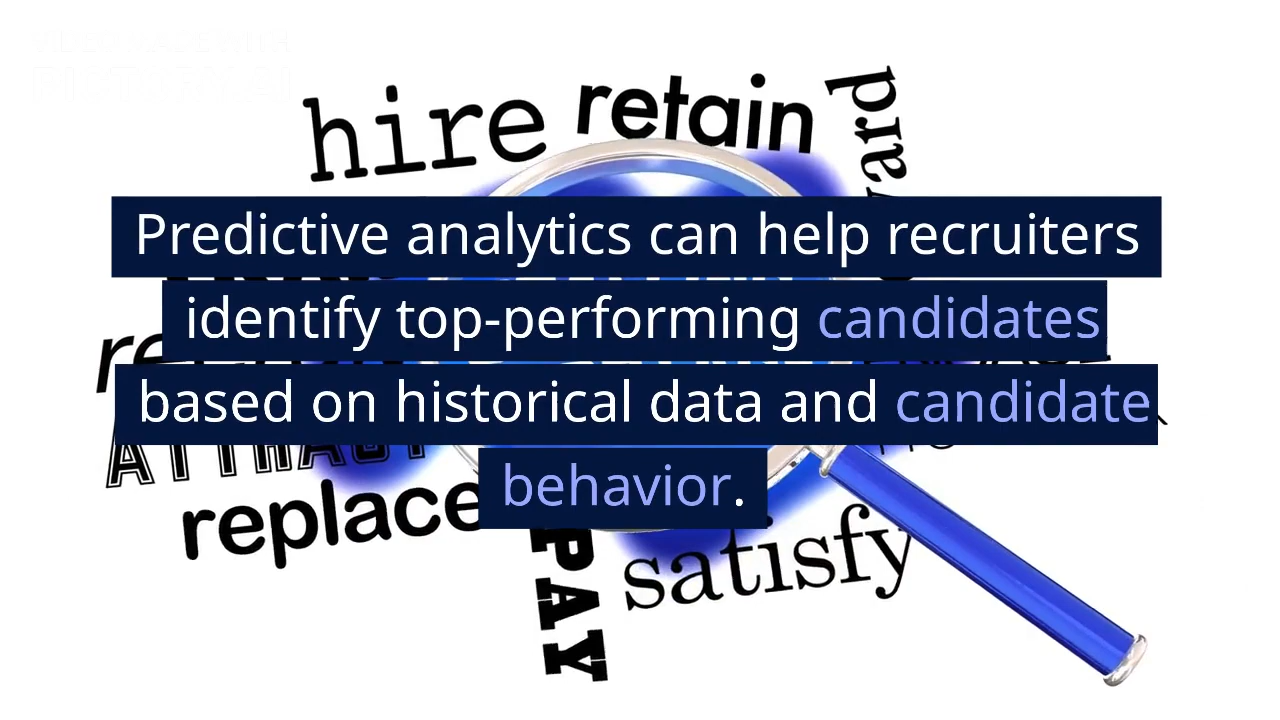 hire retain
Predictive analytics can help recruiters
identify top-performing candidates
based on historical data and candidate
behavior.
replace
PAY
satisfy